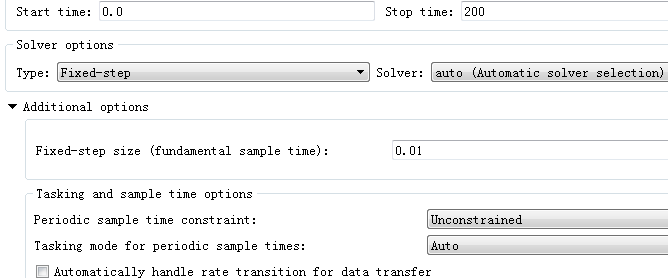 Start time: 0.0 Stop time: 200
Solver options
Type: Fixed-step Solver: auto (Automatic solver selection)
Additional options
Fixed-step size (fundamental sample time): 0.01
Tasking and sample time options
Periodic sample time constraint: Unconstrained
Tasking mode for periodic sample times: Auto
Automatically handle rate transition for data transfer